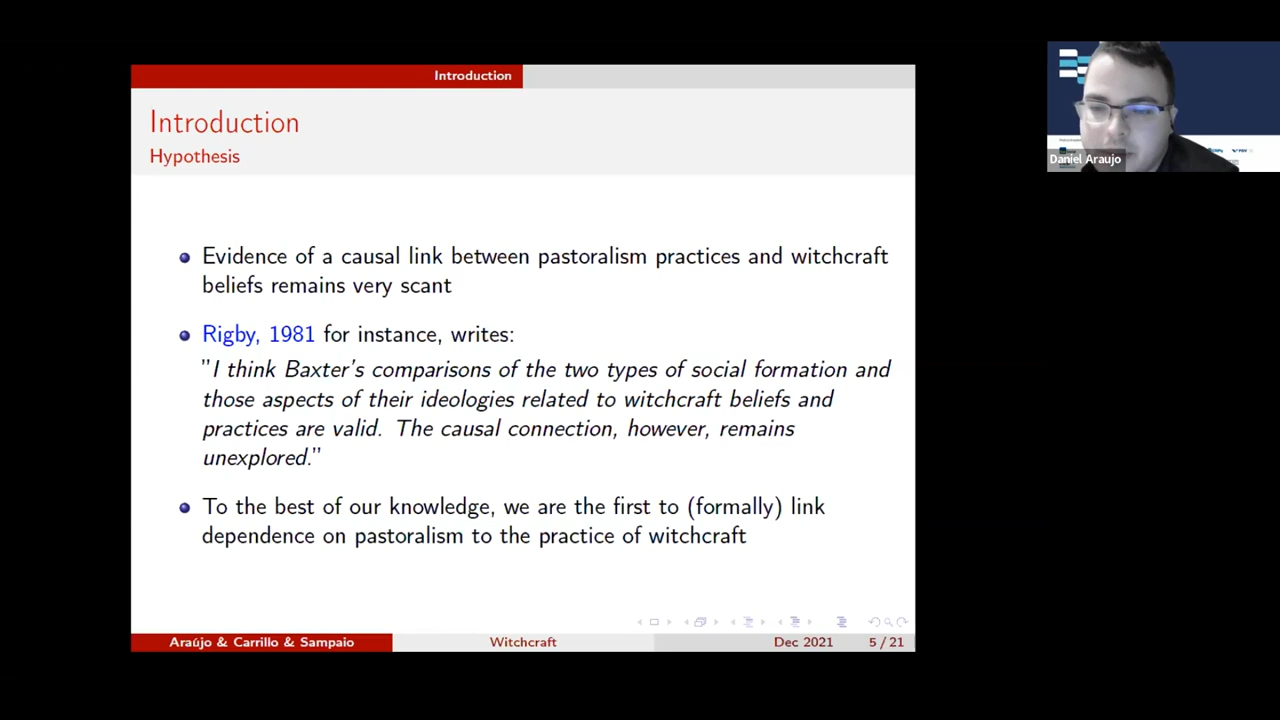 Introduction
Introduction
Hypothesis
Evidence of a causal link between pastoralism practices and witchcraft
beliefs remains very scant
Rigby, 1981 for instance, writes:
"I think Baxter's comparisons of the two types of social formation and
those aspects of their ideologies related to witchcraft beliefs and
practices are valid. The causal connection, however, remains
unexplored."
To the best of our knowledge, we are the first to (formally) link
dependence on pastoralism to the practice of witchcraft
Araújo & Carrillo & Sampaio
Witchcraft
Dec 2021
5 / 21
Daniel Araujo